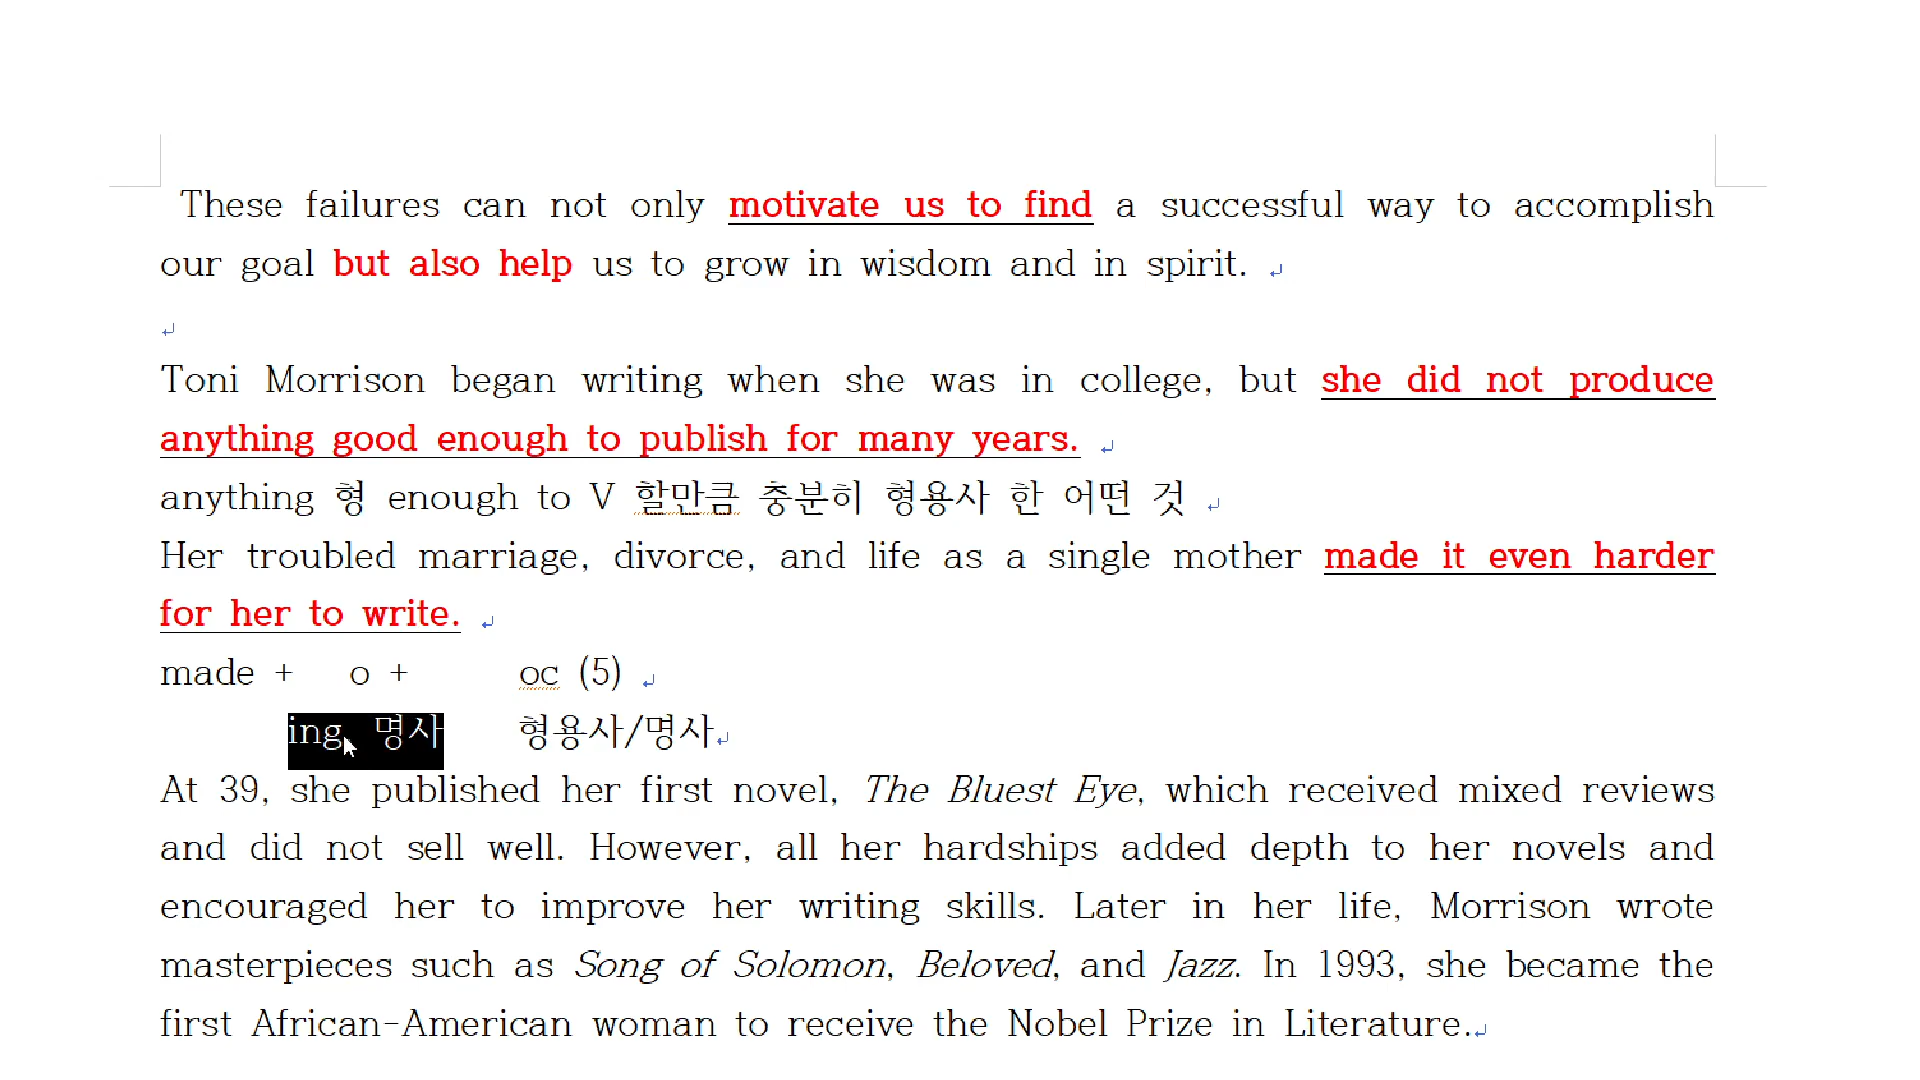 These failures can not only motivate us to find a successful way to accomplish
our goal but also help us to grow in wisdom and in spirit.
Toni Morrison began writing when she was in college, but she did not produce
anything good enough to publish for many years.
anything 형 enough to V 할만큼 충분히 형용사 한 어떤 것
Her troubled marriage, divorce, and life as a single mother made it even harder
for her to write.
made + o + oc (5)
ing, 명사 형용사/명사
At 39, she published her first novel, The Bluest Eye, which received mixed reviews
and did not sell well. However, all her hardships added depth to her novels and
encouraged her to improve her writing skills. Later in her life, Morrison wrote
masterpieces such as Song of Solomon, Beloved, and Jazz. In 1993, she became the
first African-American woman to receive the Nobel Prize in Literature.